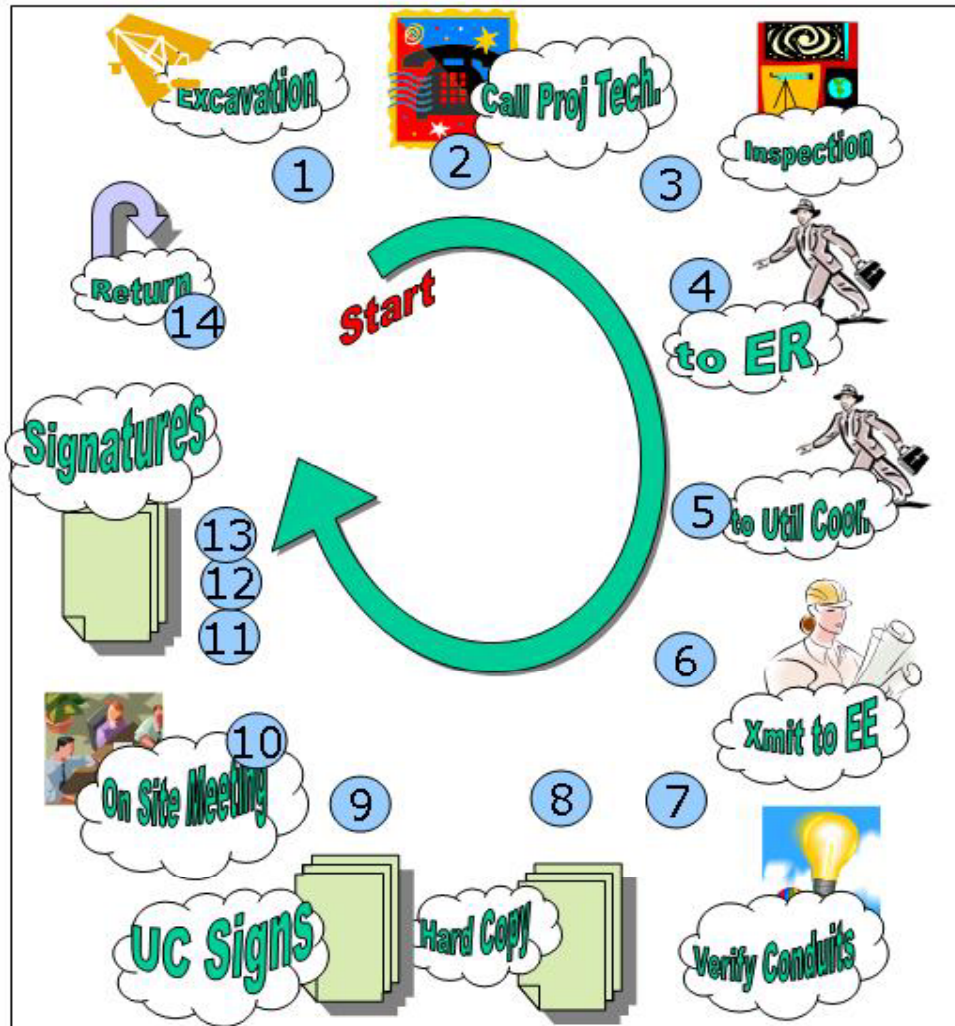 Excavation
1
Call Proj Tech.
2
Inspection
3
4
to ER
5
to Util Coor.
6
Xmit to EE
7
Verify Conduits
8
Hard Copy
9
UC Signs
10
On Site Meeting
11
12
13
Signatures
14
Return
Start